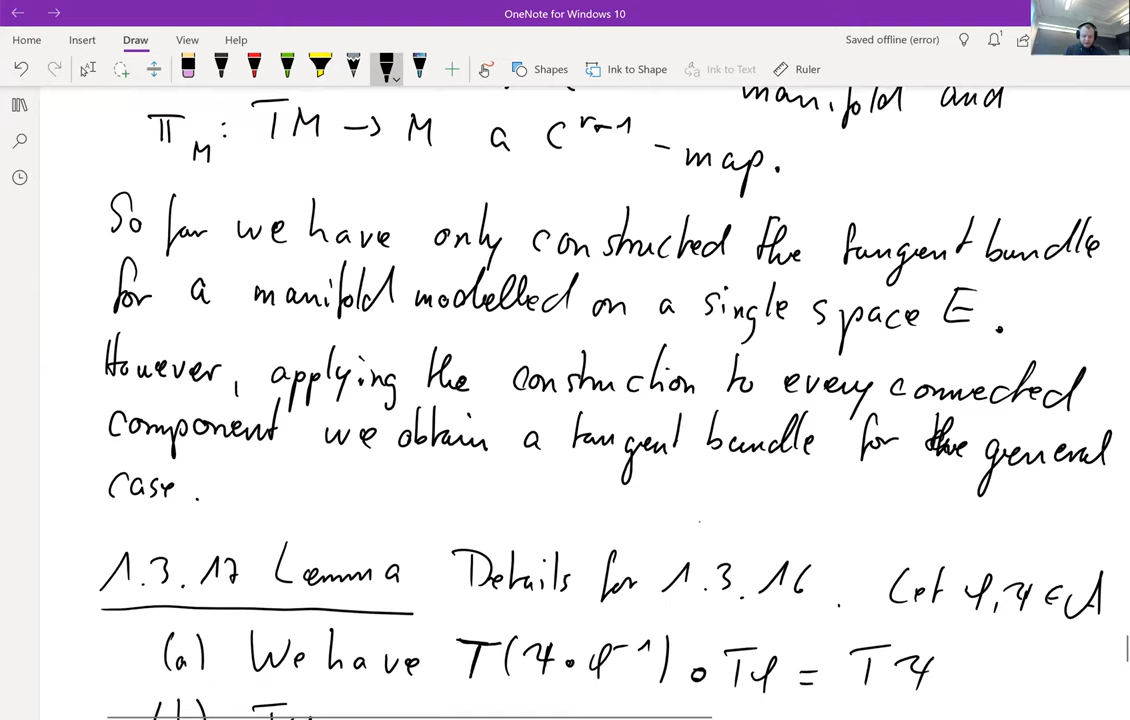 OneNote for Windows 10
Home Insert Draw View Help Saved offline (error)
Shapes Ink to Shape Ink to Text Ruler
manifold and
π_M : TM → M a C^{r-1} - map.
So far we have only constructed the tangent bundle
for a manifold modelled on a single space E.
However, applying the construction to every connected
component we obtain a tangent bundle for the general
case.
1.3.17 Lemma Details for 1.3.16. Let φ, ψ ∈ A
(a) We have T(ψ ∘ φ⁻¹) ∘ Tφ = Tψ